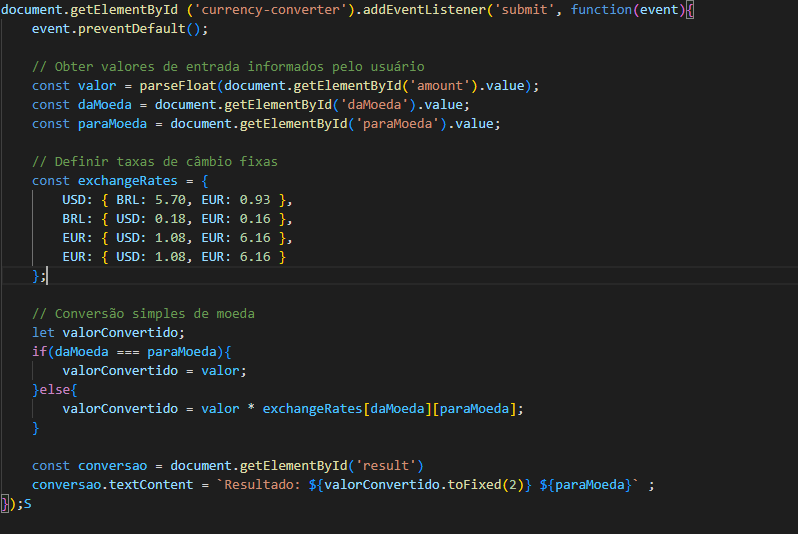 document.getElementById ('currency-converter').addEventListener('submit', function(event){
    event.preventDefault();

    // Obter valores de entrada informados pelo usuário
    const valor = parseFloat(document.getElementById('amount').value);
    const daMoeda = document.getElementById('daMoeda').value;
    const paraMoeda = document.getElementById('paraMoeda').value;

    // Definir taxas de câmbio fixas
    const exchangeRates = {
        USD: { BRL: 5.70, EUR: 0.93 },
        BRL: { USD: 0.18, EUR: 0.16 },
        EUR: { USD: 1.08, EUR: 6.16 },
        EUR: { USD: 1.08, EUR: 6.16 }
    };

    // Conversão simples de moeda
    let valorConvertido;
    if(daMoeda === paraMoeda){
        valorConvertido = valor;
    }else{
        valorConvertido = valor * exchangeRates[daMoeda][paraMoeda];
    }

    const conversao = document.getElementById('result')
    conversao.textContent = `Resultado: ${valorConvertido.toFixed(2)} ${paraMoeda}` ;
});S